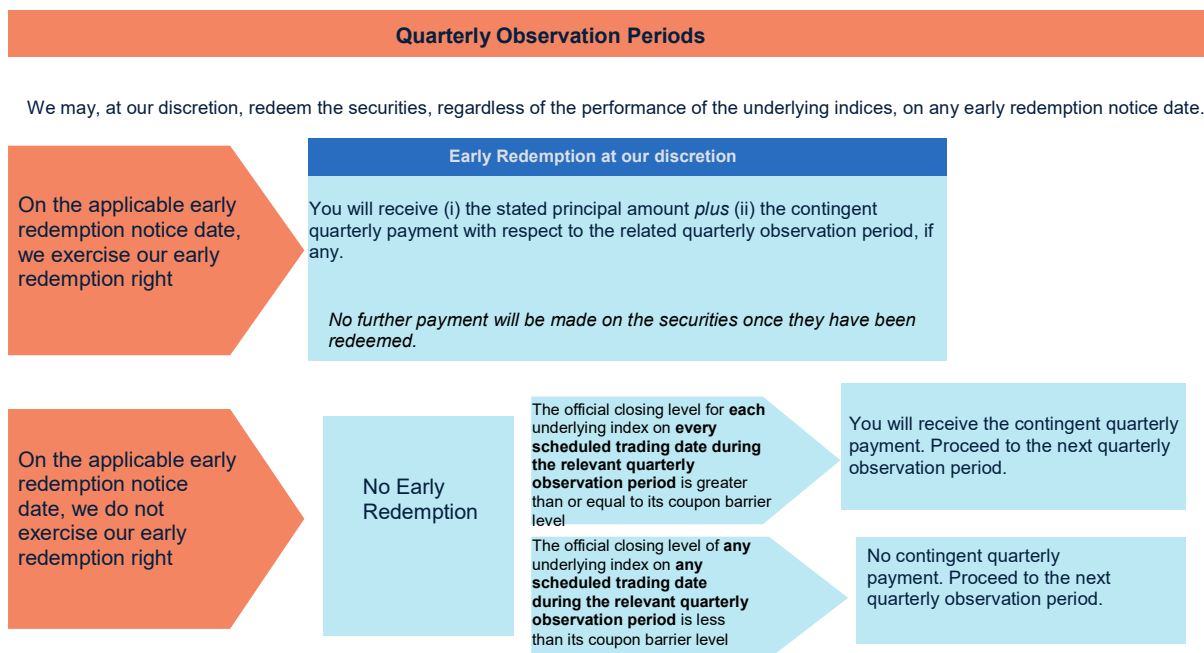 Quarterly Observation Periods
We may, at our discretion, redeem the securities, regardless of the performance of the underlying indices, on any early redemption notice date.
On the applicable early
redemption notice date,
we exercise our early
redemption right
Early Redemption at our discretion
You will receive (i) the stated principal amount plus (ii) the contingent
quarterly payment with respect to the related quarterly observation period, if
any.
No further payment will be made on the securities once they have been
redeemed.
On the applicable early
redemption notice
date, we do not
exercise our early
redemption right
No Early
Redemption
The official closing level for each
underlying index on every
scheduled trading date during
the relevant quarterly
observation period is greater
than or equal to its coupon barrier
level
You will receive the contingent quarterly
payment. Proceed to the next quarterly
observation period.
The official closing level of any
underlying index on any
scheduled trading date
during the relevant quarterly
observation period is less
than its coupon barrier level
No contingent quarterly
payment. Proceed to the next
quarterly observation period.